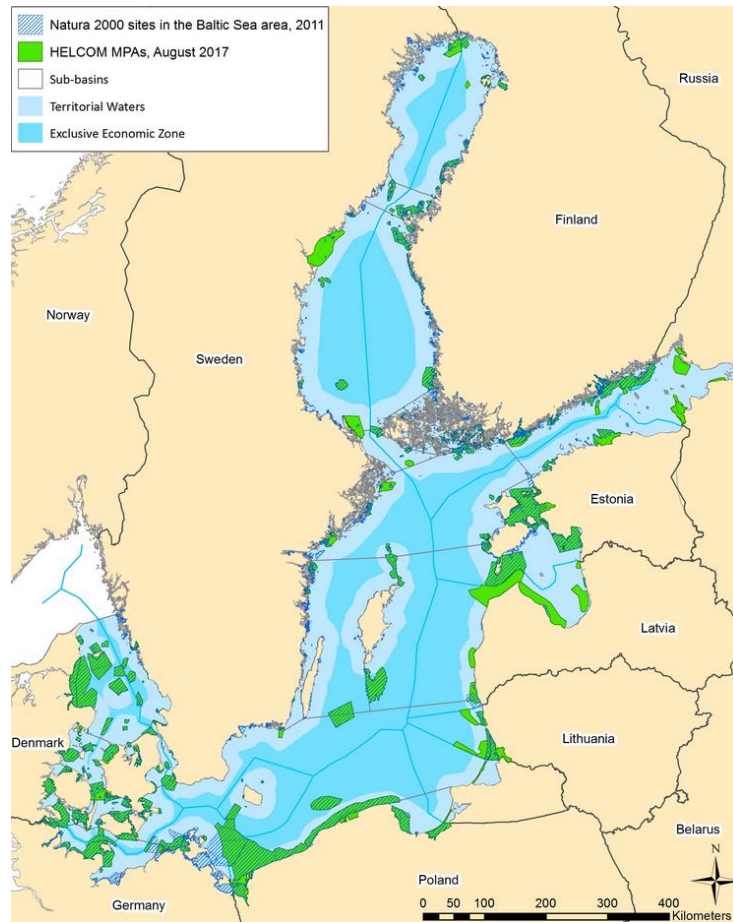 Natura 2000 sites in the Baltic Sea area, 2011
HELCOM MPAs, August 2017
Sub-basins
Territorial Waters
Exclusive Economic Zone
Russia
Finland
Norway
Sweden
Estonia
Latvia
Denmark
Lithuania
Belarus
N
Poland
Germany
0 50 100 200 300 400
Kilometers